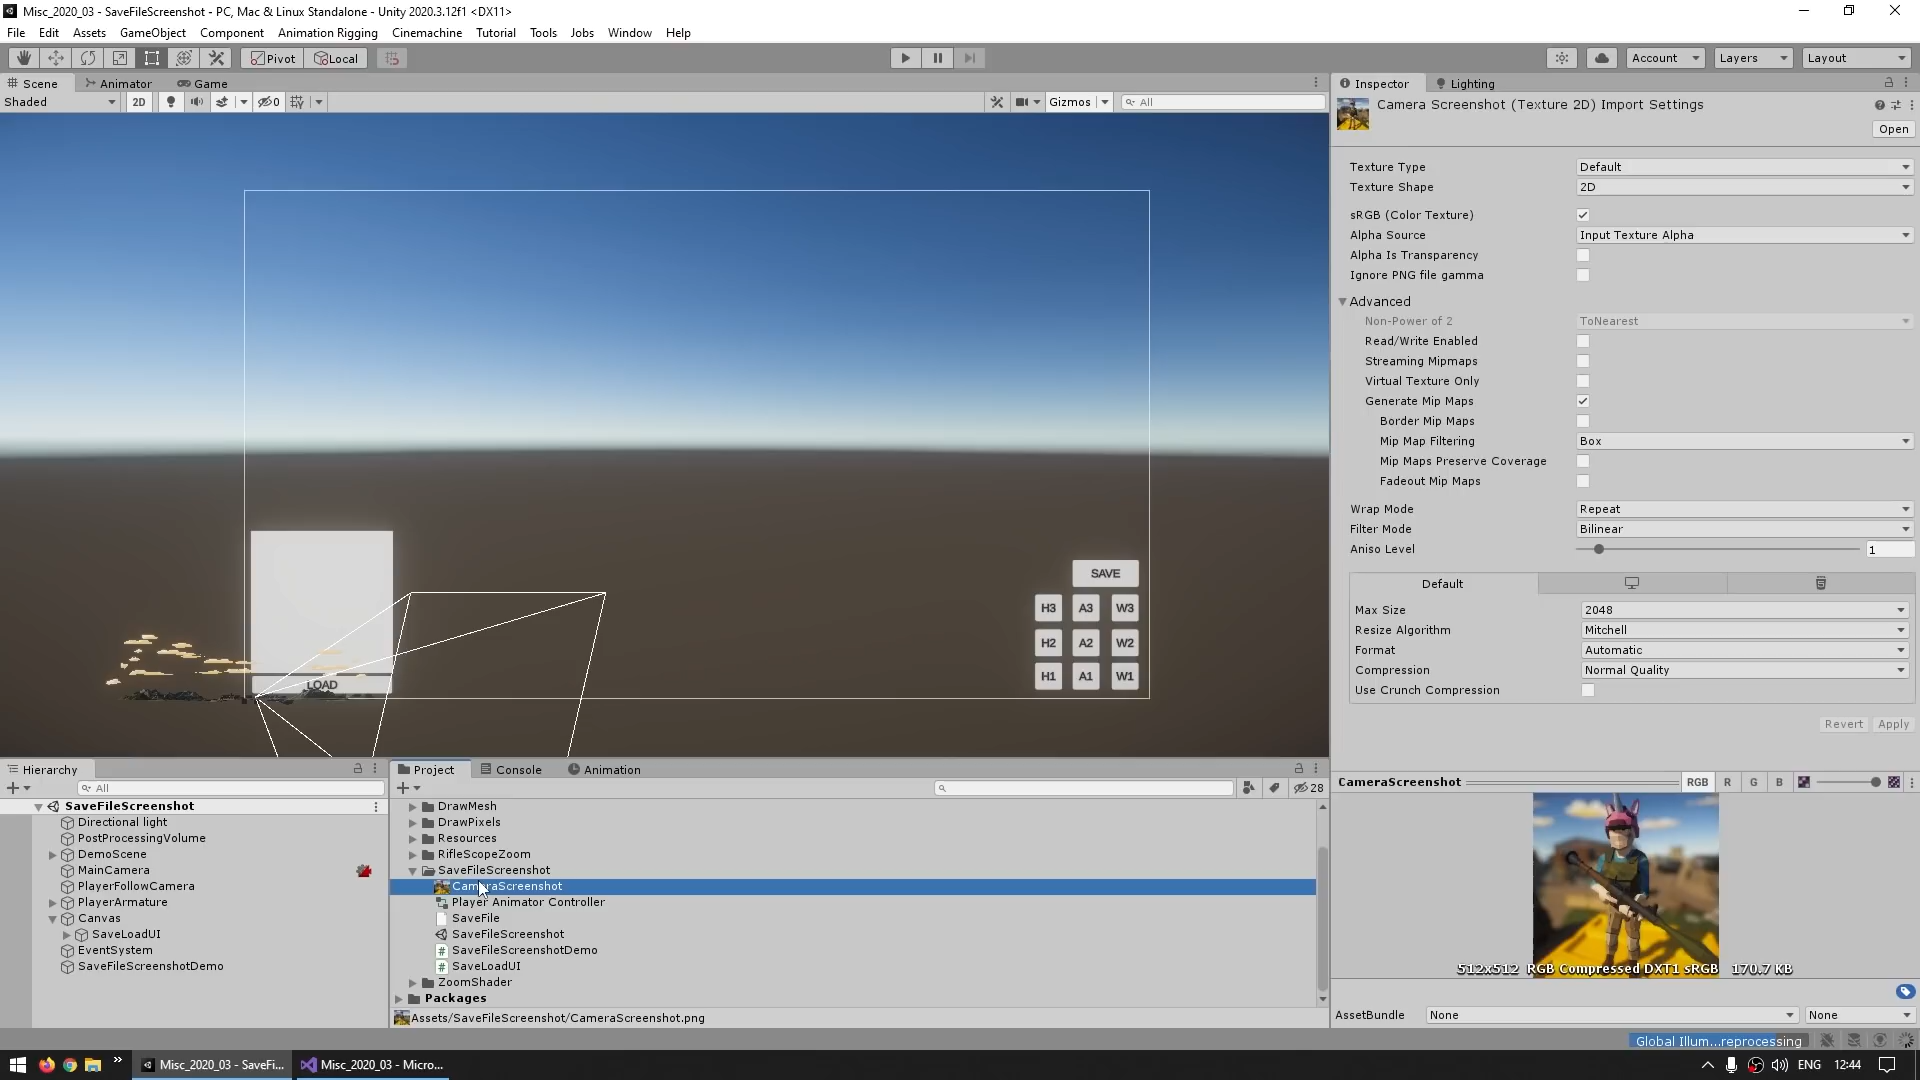 Misc_2020_03 - SaveFileScreenshot - PC, Mac & Linux Standalone - Unity 2020.3.12f1 <DX11>
File Edit Assets GameObject Component Animation Rigging Cinemachine Tutorial Tools Jobs Window Help
Pivot Local Account Layers Layout
Scene Animator Game
Shaded 2D 0 Gizmos All
SAVE
H3 A3 W3
H2 A2 W2
H1 A1 W1
LOAD
Inspector Lighting
Camera Screenshot (Texture 2D) Import Settings
Open
Texture Type Default
Texture Shape 2D
sRGB (Color Texture)
Alpha Source Input Texture Alpha
Alpha Is Transparency
Ignore PNG file gamma
Advanced
Non-Power of 2 ToNearest
Read/Write Enabled
Streaming Mipmaps
Virtual Texture Only
Generate Mip Maps
Border Mip Maps
Mip Map Filtering Box
Mip Maps Preserve Coverage
Fadeout Mip Maps
Wrap Mode Repeat
Filter Mode Bilinear
Aniso Level 1
Default
Max Size 2048
Resize Algorithm Mitchell
Format Automatic
Compression Normal Quality
Use Crunch Compression
Revert Apply
CameraScreenshot RGB R G B
512x512 RGB Compressed DXT1 sRGB 170.7 KB
AssetBundle None None
Hierarchy
All
SaveFileScreenshot
Directional light
PostProcessingVolume
DemoScene
MainCamera
PlayerFollowCamera
PlayerArmature
Canvas
SaveLoadUI
EventSystem
SaveFileScreenshotDemo
Project Console Animation
28
DrawMesh
DrawPixels
Resources
RifleScopeZoom
SaveFileScreenshot
CameraScreenshot
Player Animator Controller
SaveFile
SaveFileScreenshot
SaveFileScreenshotDemo
SaveLoadUI
ZoomShader
Packages
Assets/SaveFileScreenshot/CameraScreenshot.png
Global Illum...reprocessing
Misc_2020_03 - SaveFi... Misc_2020_03 - Micro... ENG 12:44